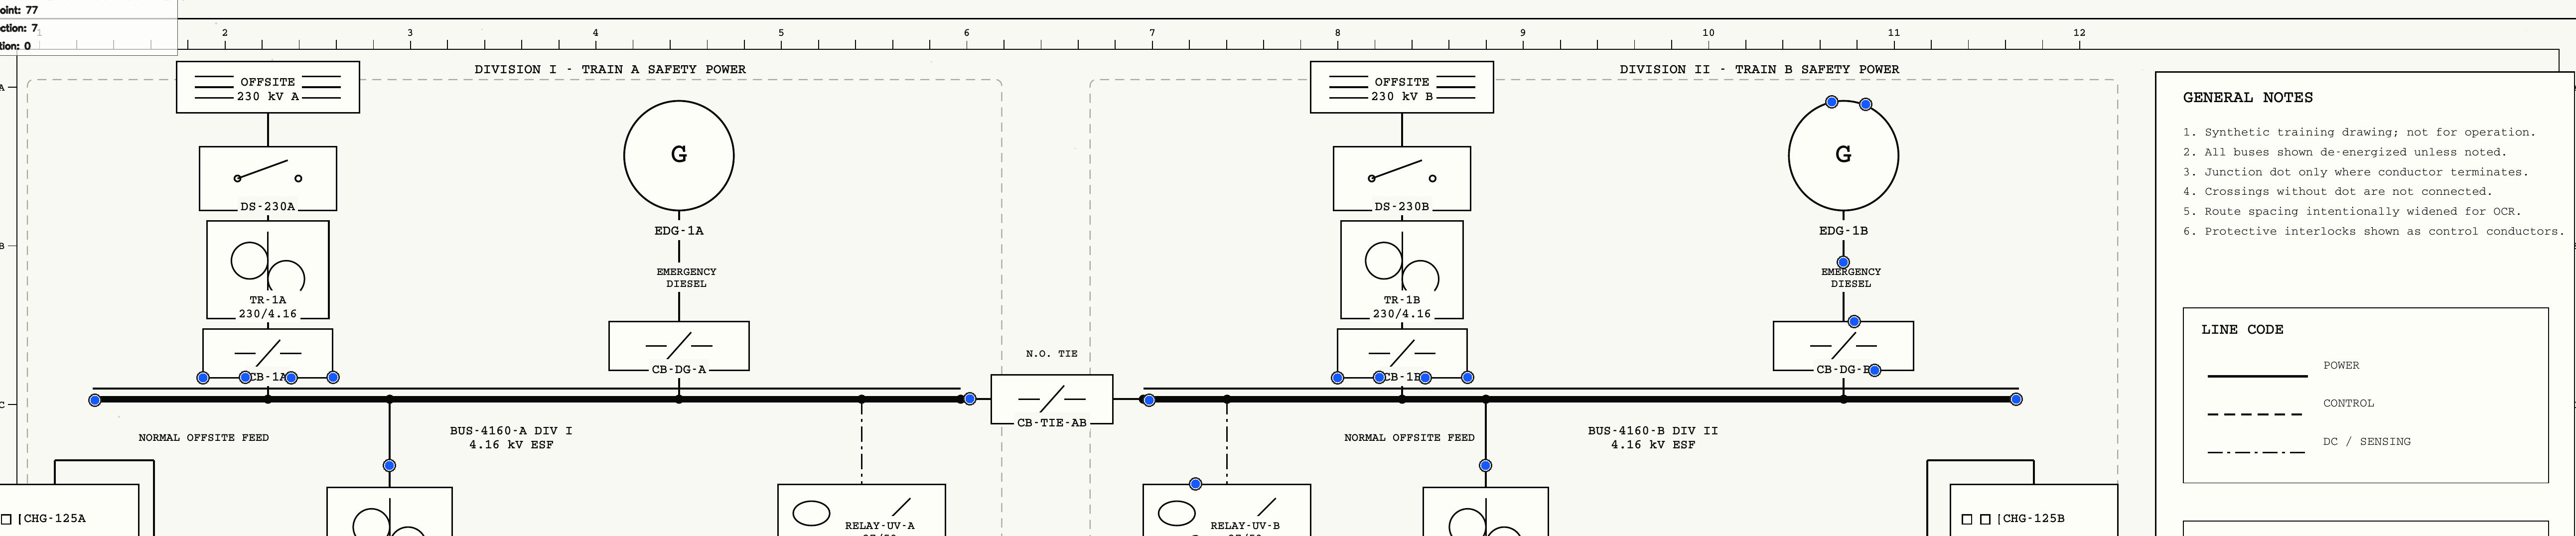 oint: 77
ction: 7
tion: 0
1 2 3 4 5 6 7 8 9 10 11 12
A
B
C
DIVISION I - TRAIN A SAFETY POWER
OFFSITE
230 kV A
DS-230A
TR-1A
230/4.16
CB-1A
G
EDG-1A
EMERGENCY
DIESEL
CB-DG-A
N.O. TIE
CB-TIE-AB
NORMAL OFFSITE FEED
BUS-4160-A DIV I
4.16 kV ESF
CHG-125A
RELAY-UV-A
DIVISION II - TRAIN B SAFETY POWER
OFFSITE
230 kV B
DS-230B
TR-1B
230/4.16
CB-1B
G
EDG-1B
EMERGENCY
DIESEL
CB-DG-B
NORMAL OFFSITE FEED
BUS-4160-B DIV II
4.16 kV ESF
RELAY-UV-B
CHG-125B
GENERAL NOTES
1. Synthetic training drawing; not for operation.
2. All buses shown de-energized unless noted.
3. Junction dot only where conductor terminates.
4. Crossings without dot are not connected.
5. Route spacing intentionally widened for OCR.
6. Protective interlocks shown as control conductors.
LINE CODE
POWER
CONTROL
DC / SENSING